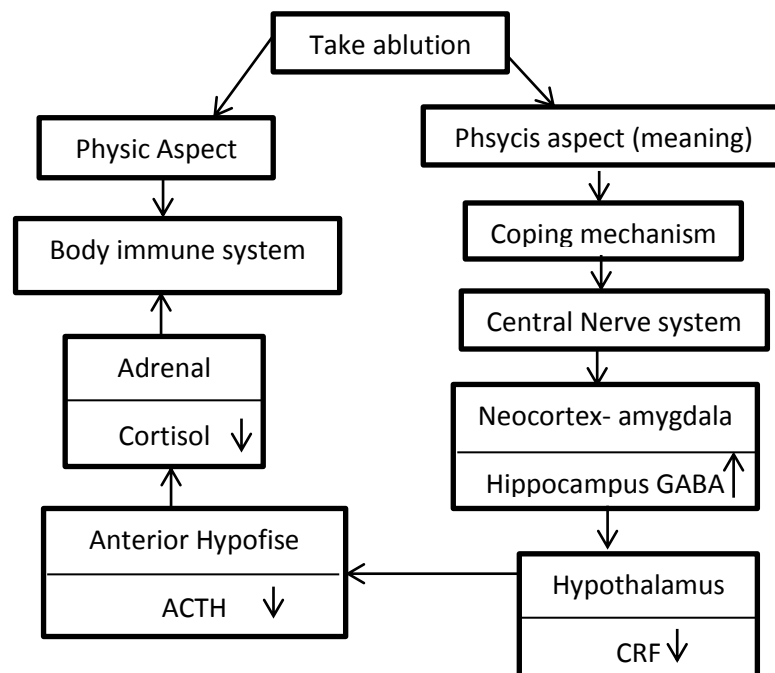 Take ablution
Physic Aspect
Phsycis aspect (meaning)
Body immune system
Coping mechanism
Central Nerve system
Adrenal
Cortisol
Neocortex- amygdala
Hippocampus GABA
Anterior Hypofise
ACTH
Hypothalamus
CRF